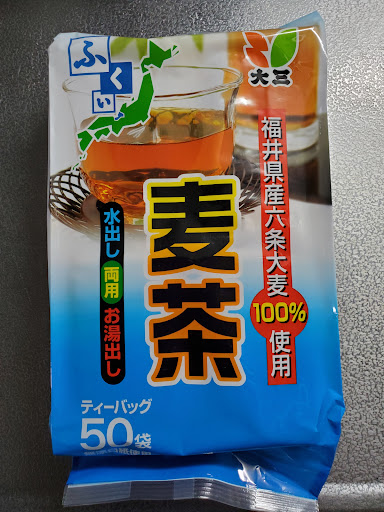 ふくい
大三
福井県産六条大麦
100%
使用
麦茶
水出し
両用
お湯出し
ティーバッグ
50袋